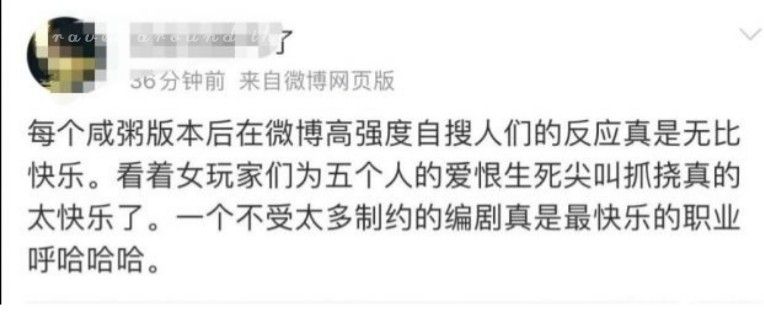 了
36分钟前 来自微博网页版
每个咸粥版本后在微博高强度自搜人们的反应真是无比
快乐。看着女玩家们为五个人的爱恨生死尖叫抓挠真的
太快乐了。一个不受太多制约的编剧真是最快乐的职业
呼哈哈哈。